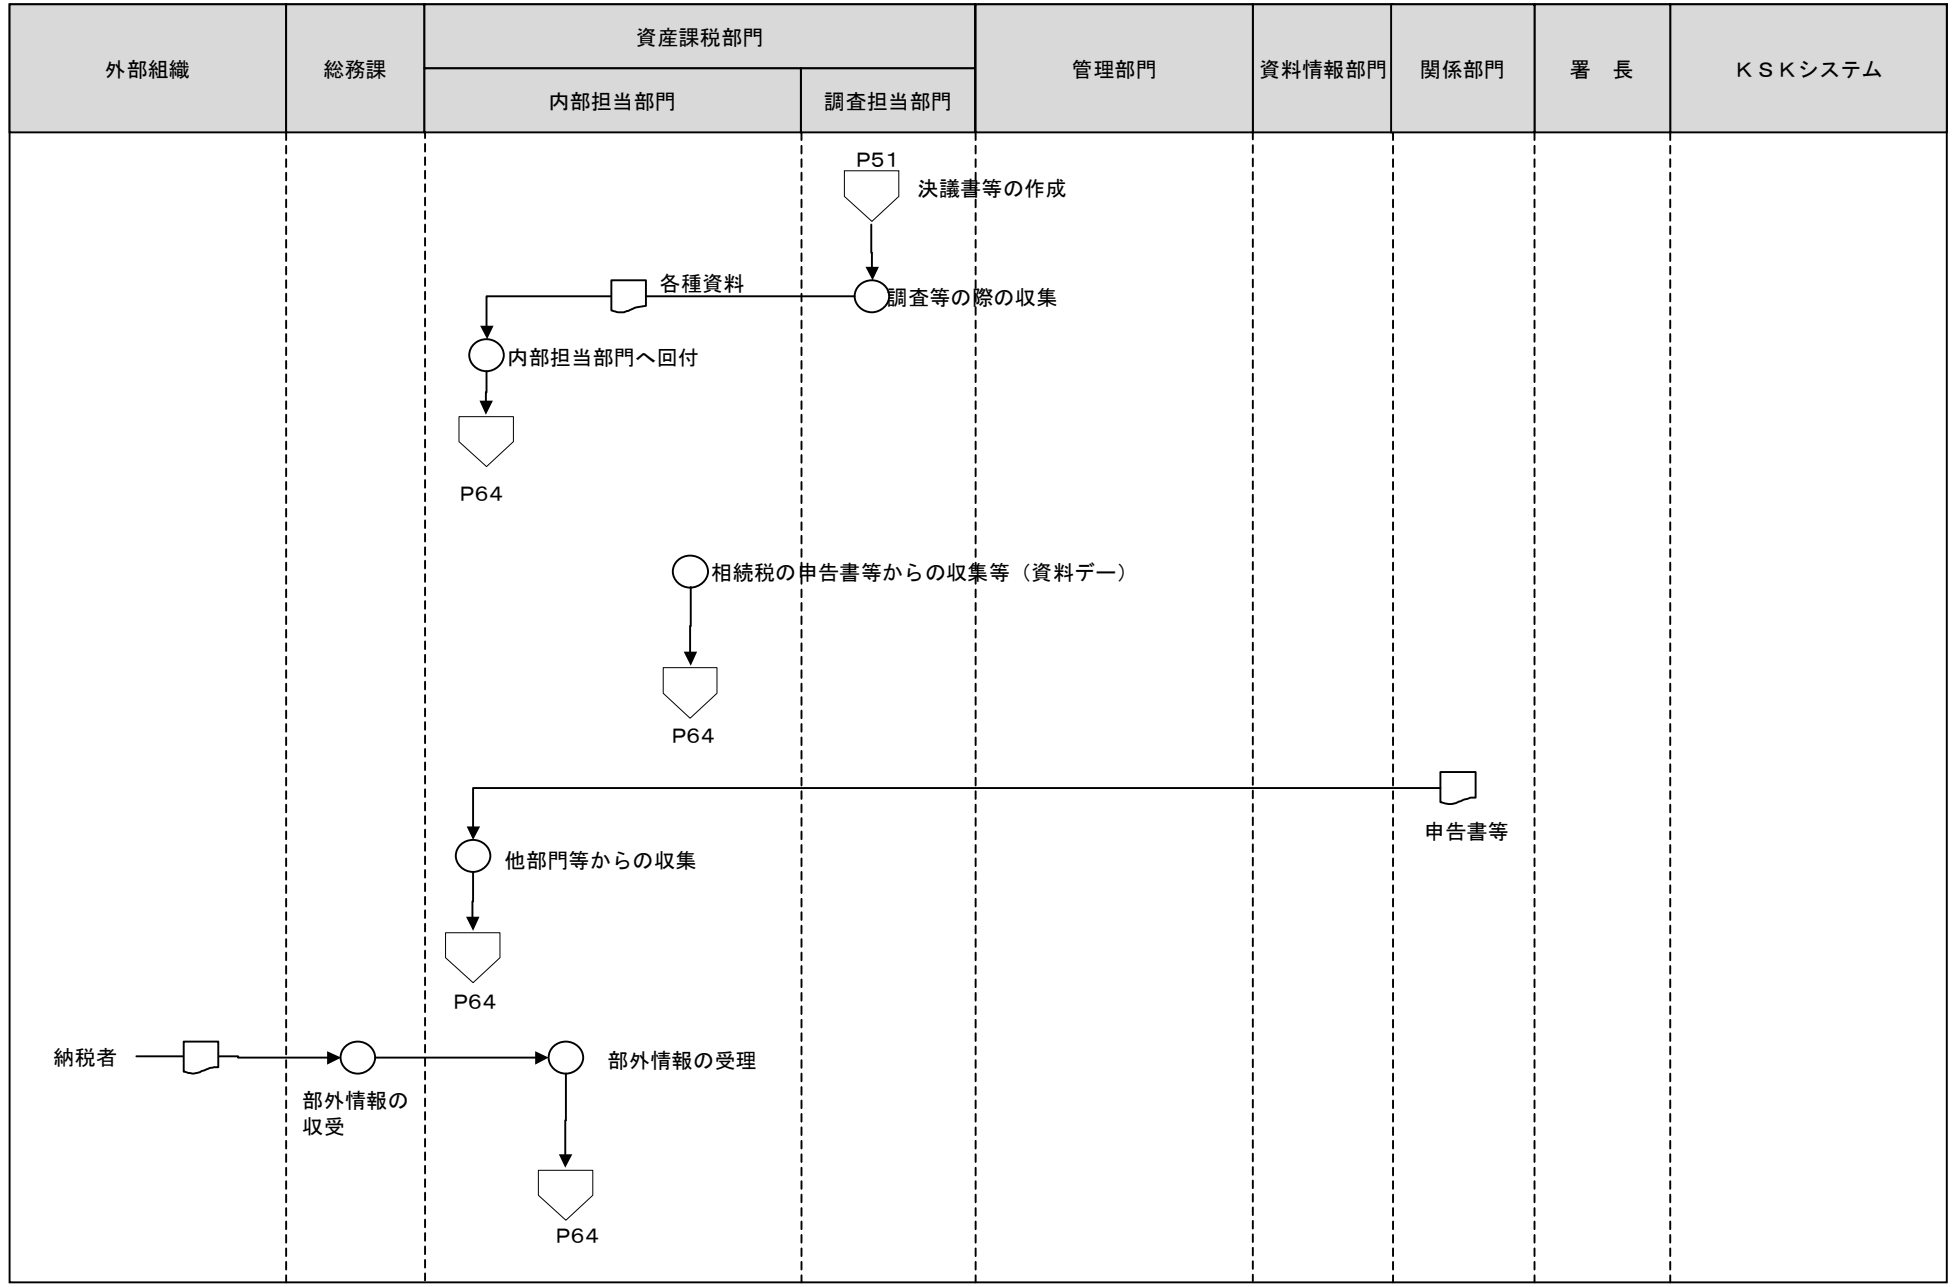 外部組織
総務課
資産課税部門
内部担当部門
調査担当部門
管理部門
資料情報部門
関係部門
署　長
ＫＳＫシステム
P51
決議書等の作成
各種資料
調査等の際の収集
内部担当部門へ回付
P64
相続税の申告書等からの収集等（資料デー）
P64
申告書等
他部門等からの収集
P64
納税者
部外情報の受理
部外情報の
収受
P64